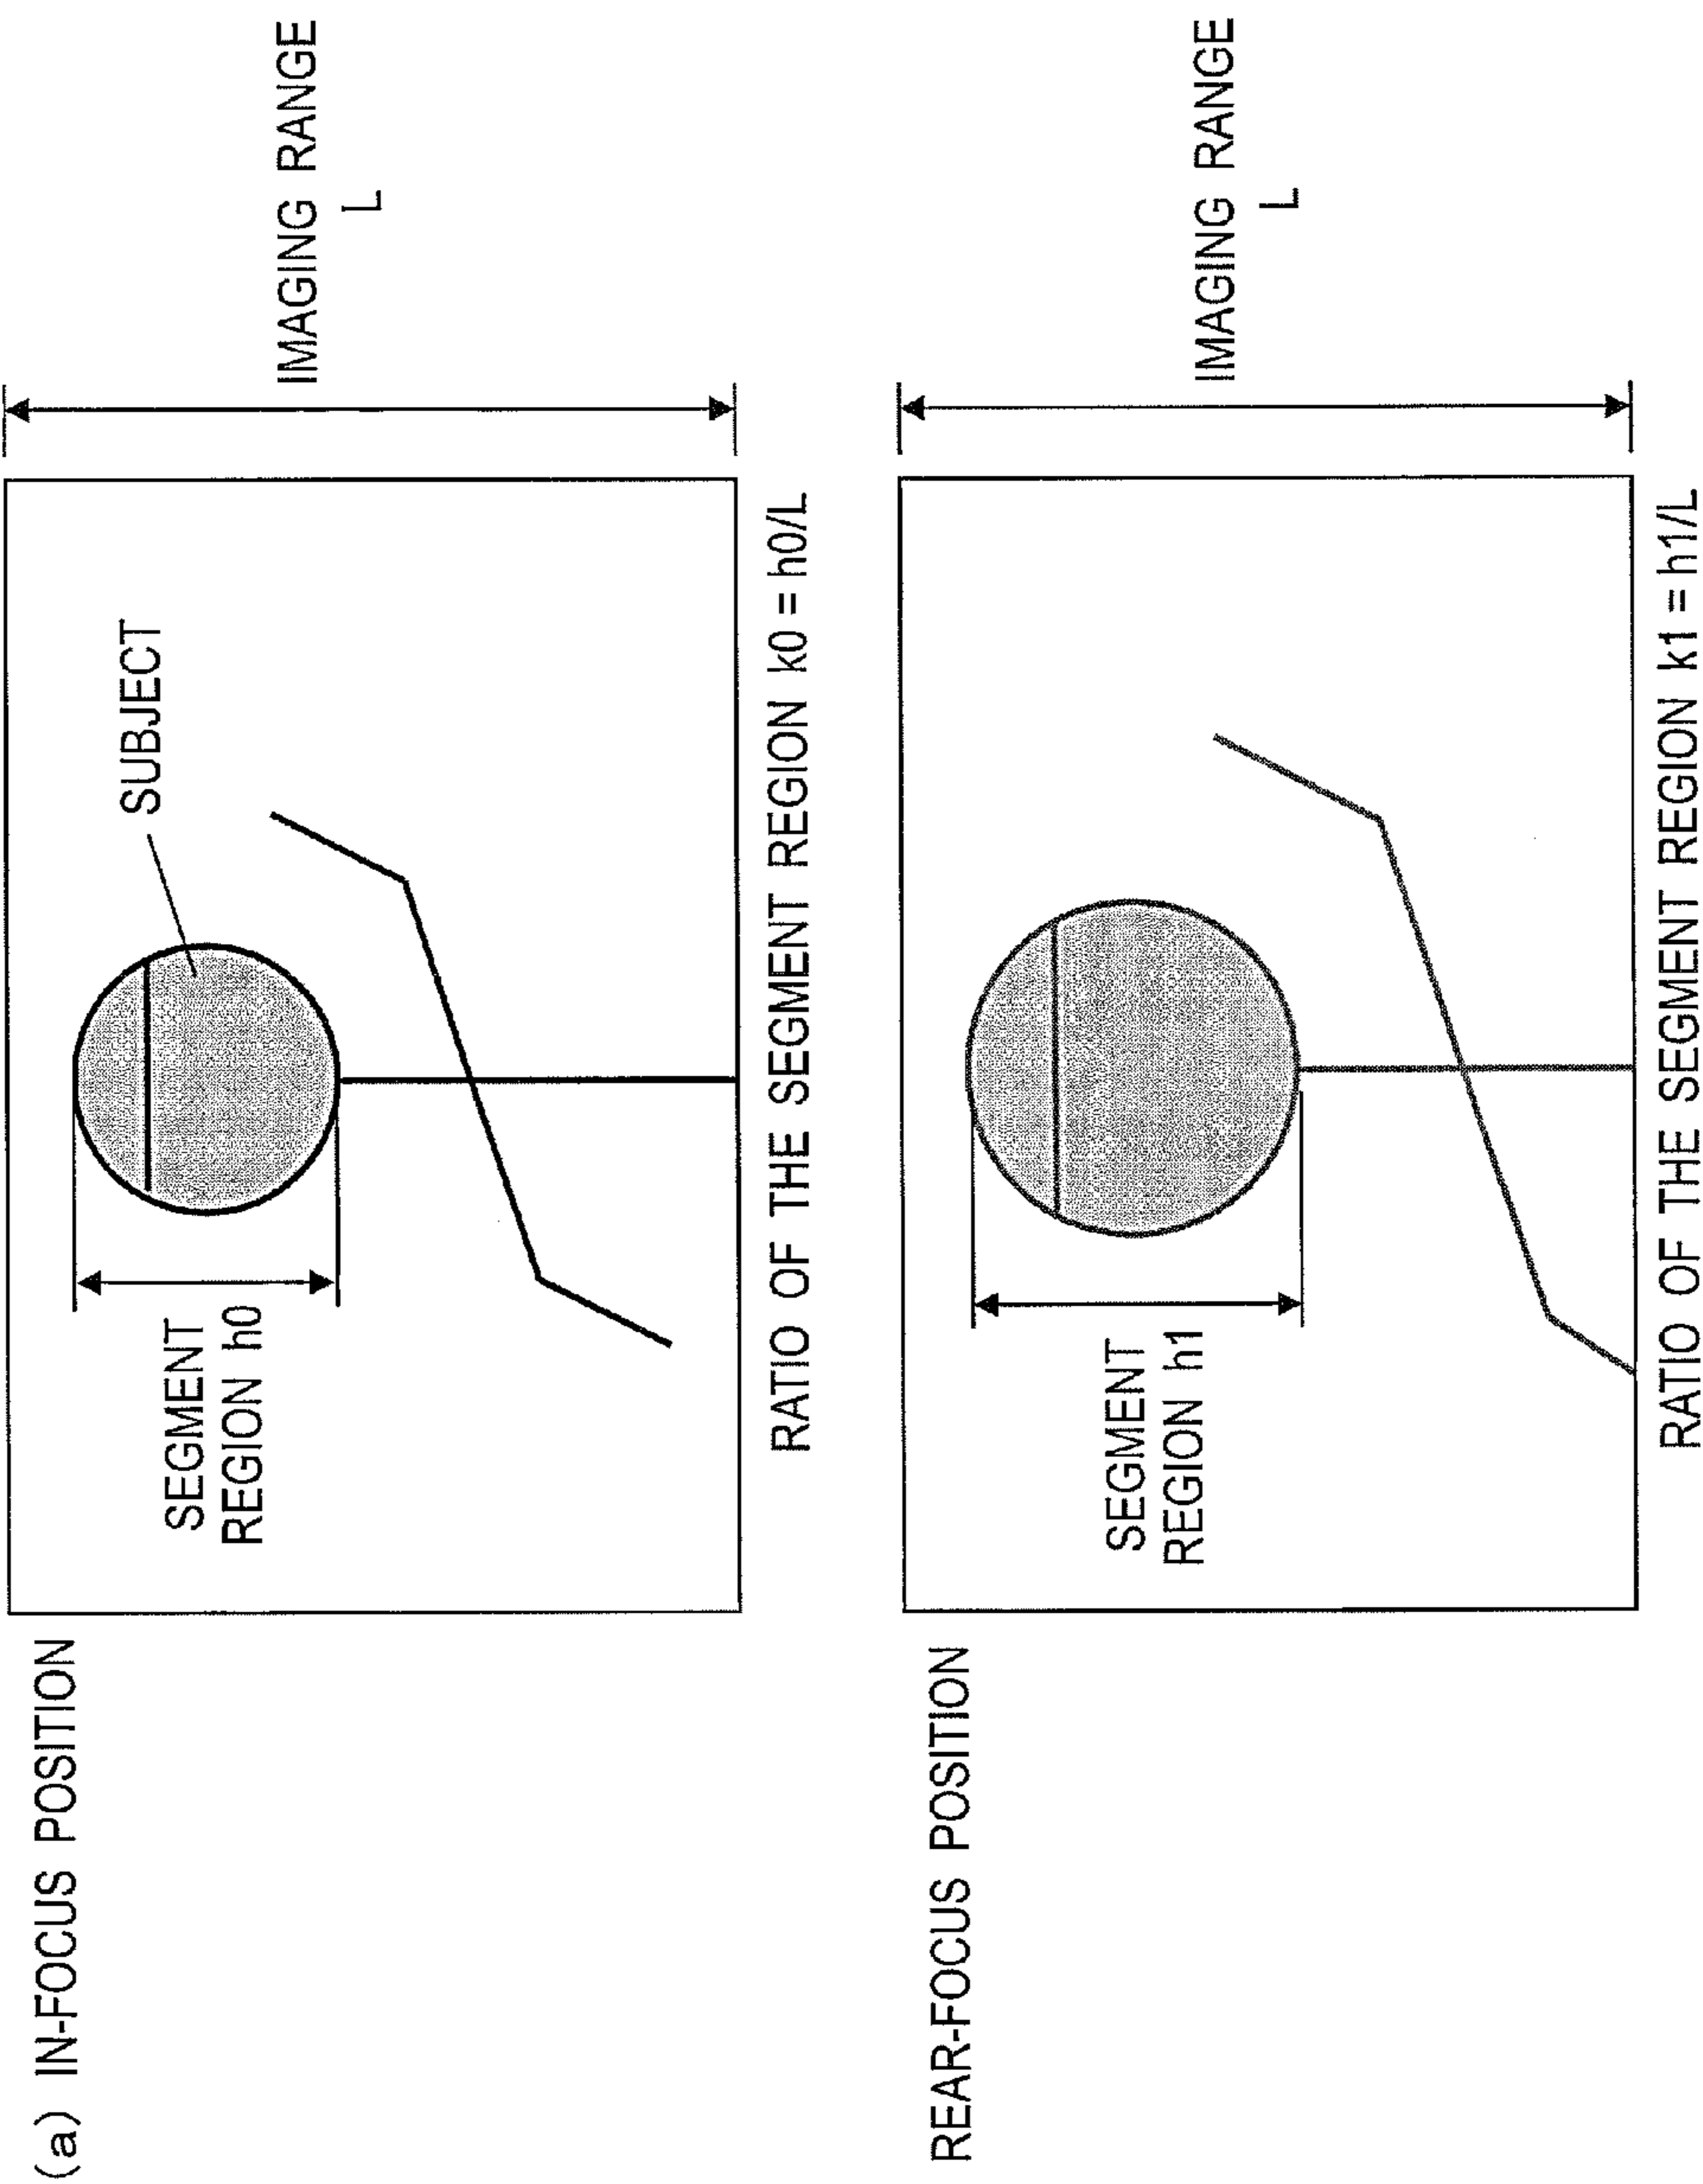 (a) IN-FOCUS POSITION
SEGMENT
REGION h0
SUBJECT
IMAGING RANGE
L
RATIO OF THE SEGMENT REGION k0 = h0/L
REAR-FOCUS POSITION
SEGMENT
REGION h1
IMAGING RANGE
L
RATIO OF THE SEGMENT REGION k1 = h1/L